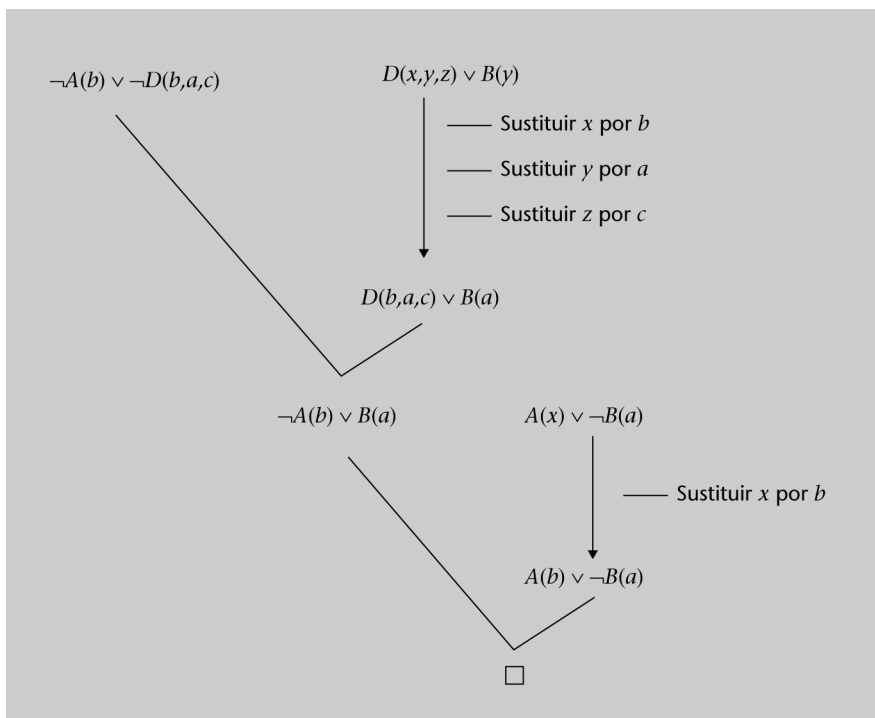 ¬A(b) ∨ ¬D(b,a,c)
D(x,y,z) ∨ B(y)
Sustituir x por b
Sustituir y por a
Sustituir z por c
D(b,a,c) ∨ B(a)
¬A(b) ∨ B(a)
A(x) ∨ ¬B(a)
Sustituir x por b
A(b) ∨ ¬B(a)
□